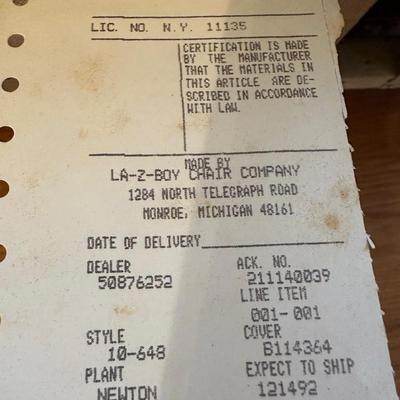 LIC. NO. N.Y. 11135
CERTIFICATION IS MADE
BY THE MANUFACTURER
THAT THE MATERIALS IN
THIS ARTICLE ARE DE-
SCRIBED IN ACCORDANCE
WITH LAW.
MADE BY
LA-Z-BOY CHAIR COMPANY
1284 NORTH TELEGRAPH ROAD
MONROE, MICHIGAN 48161
DATE OF DELIVERY
DEALER ACK. NO.
50876252 211140039
LINE ITEM
001-001
STYLE COVER
10-648 B114364
PLANT EXPECT TO SHIP
NEWTON 121492